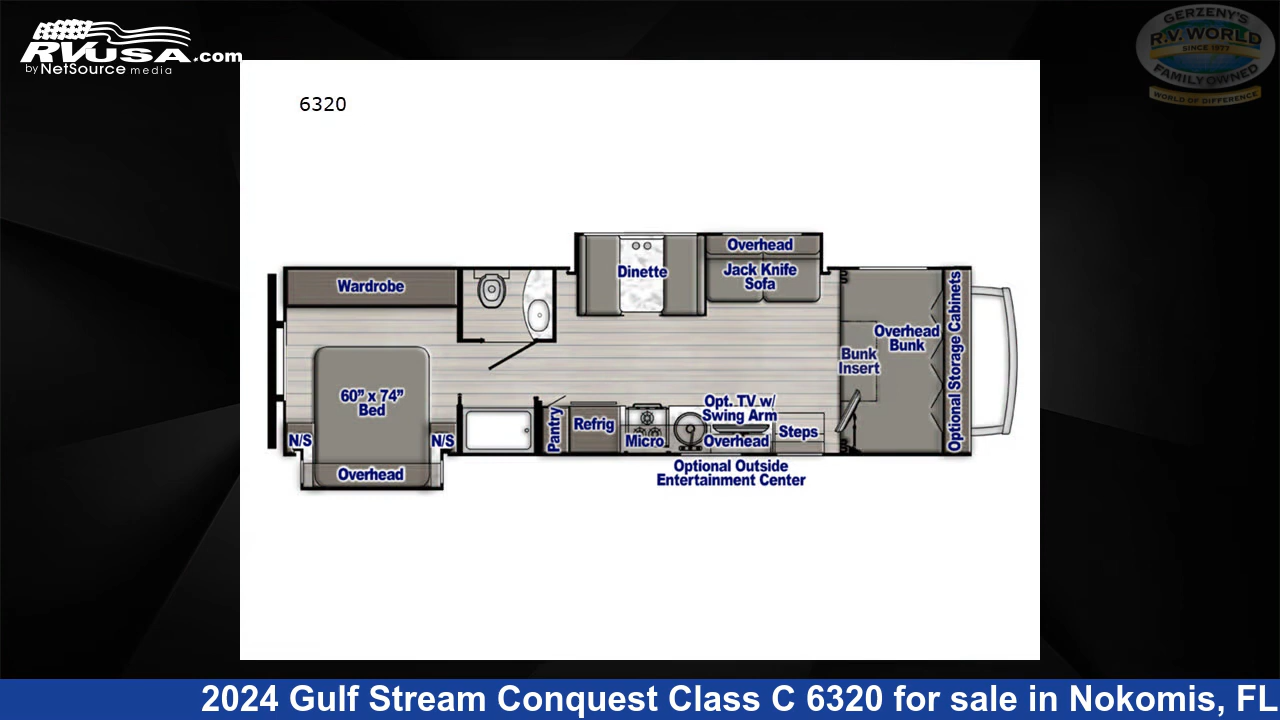 RVUSA.com
by NetSource media
GERZENY'S
R.V. WORLD
SINCE 1977
FAMILY OWNED
WORLD OF DIFFERENCE
6320
Wardrobe
Dinette
Overhead
Jack Knife
Sofa
Overhead
Bunk
Bunk
Insert
Optional Storage Cabinets
60” x 74”
Bed
N/S
N/S
Overhead
Pantry
Refrig
Micro
Opt. TV w/
Swing Arm
Overhead
Steps
Optional Outside
Entertainment Center
2024 Gulf Stream Conquest Class C 6320 for sale in Nokomis, FL